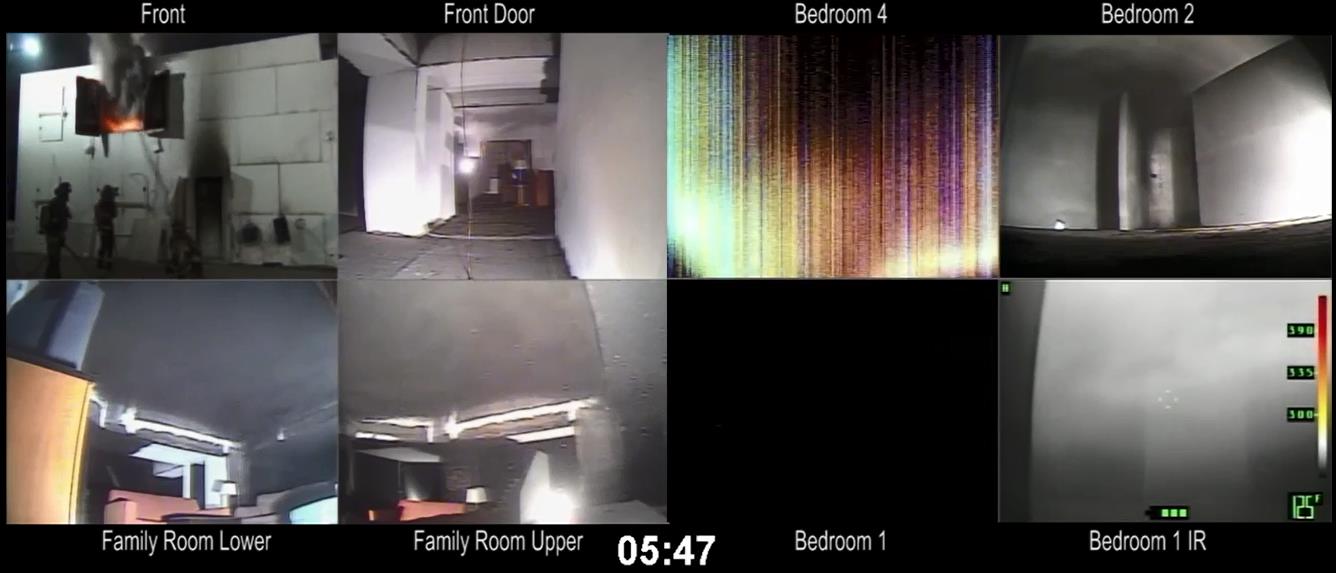 Front
Front Door
Bedroom 4
Bedroom 2
390
335
300
125F
Family Room Lower
Family Room Upper
05:47
Bedroom 1
Bedroom 1 IR